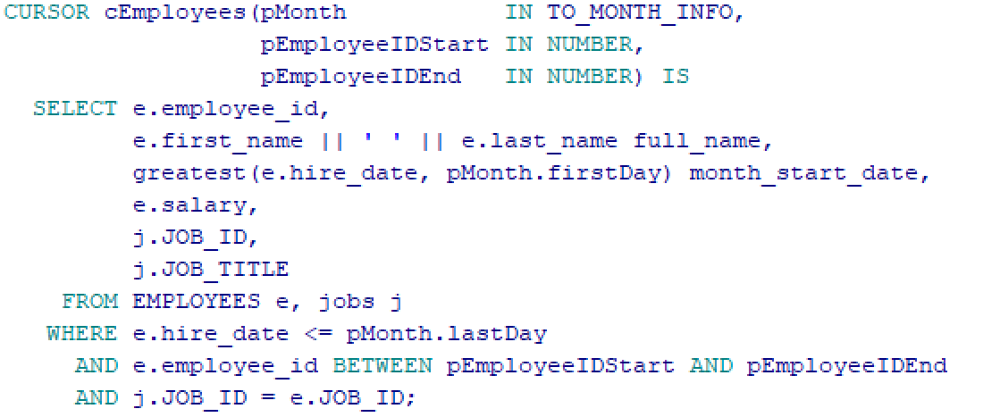 CURSOR cEmployees(pMonth           IN TO_MONTH_INFO,
                  pEmployeeIDStart IN NUMBER,
                  pEmployeeIDEnd   IN NUMBER) IS
  SELECT e.employee_id,
         e.first_name || ' ' || e.last_name full_name,
         greatest(e.hire_date, pMonth.firstDay) month_start_date,
         e.salary,
         j.JOB_ID,
         j.JOB_TITLE
    FROM EMPLOYEES e, jobs j
   WHERE e.hire_date <= pMonth.lastDay
     AND e.employee_id BETWEEN pEmployeeIDStart AND pEmployeeIDEnd
     AND j.JOB_ID = e.JOB_ID;